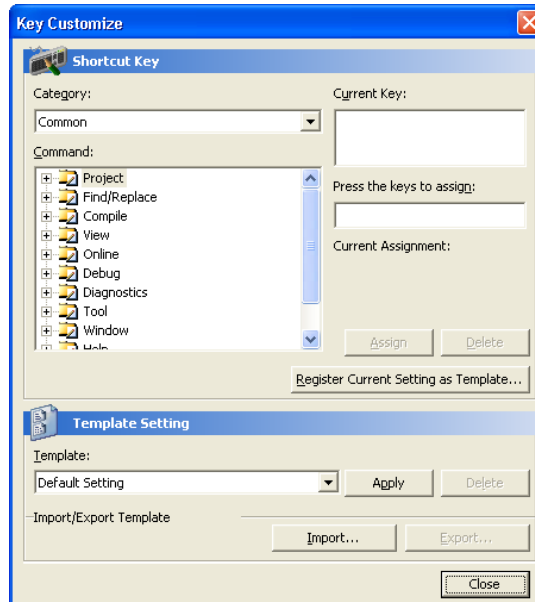 Key Customize
Shortcut Key
Category:
Common
Command:
Project
Find/Replace
Compile
View
Online
Debug
Diagnostics
Tool
Window
Help
Current Key:
Press the keys to assign:
Current Assignment:
Assign
Delete
Register Current Setting as Template...
Template Setting
Template:
Default Setting
Apply
Delete
Import/Export Template
Import...
Export...
Close